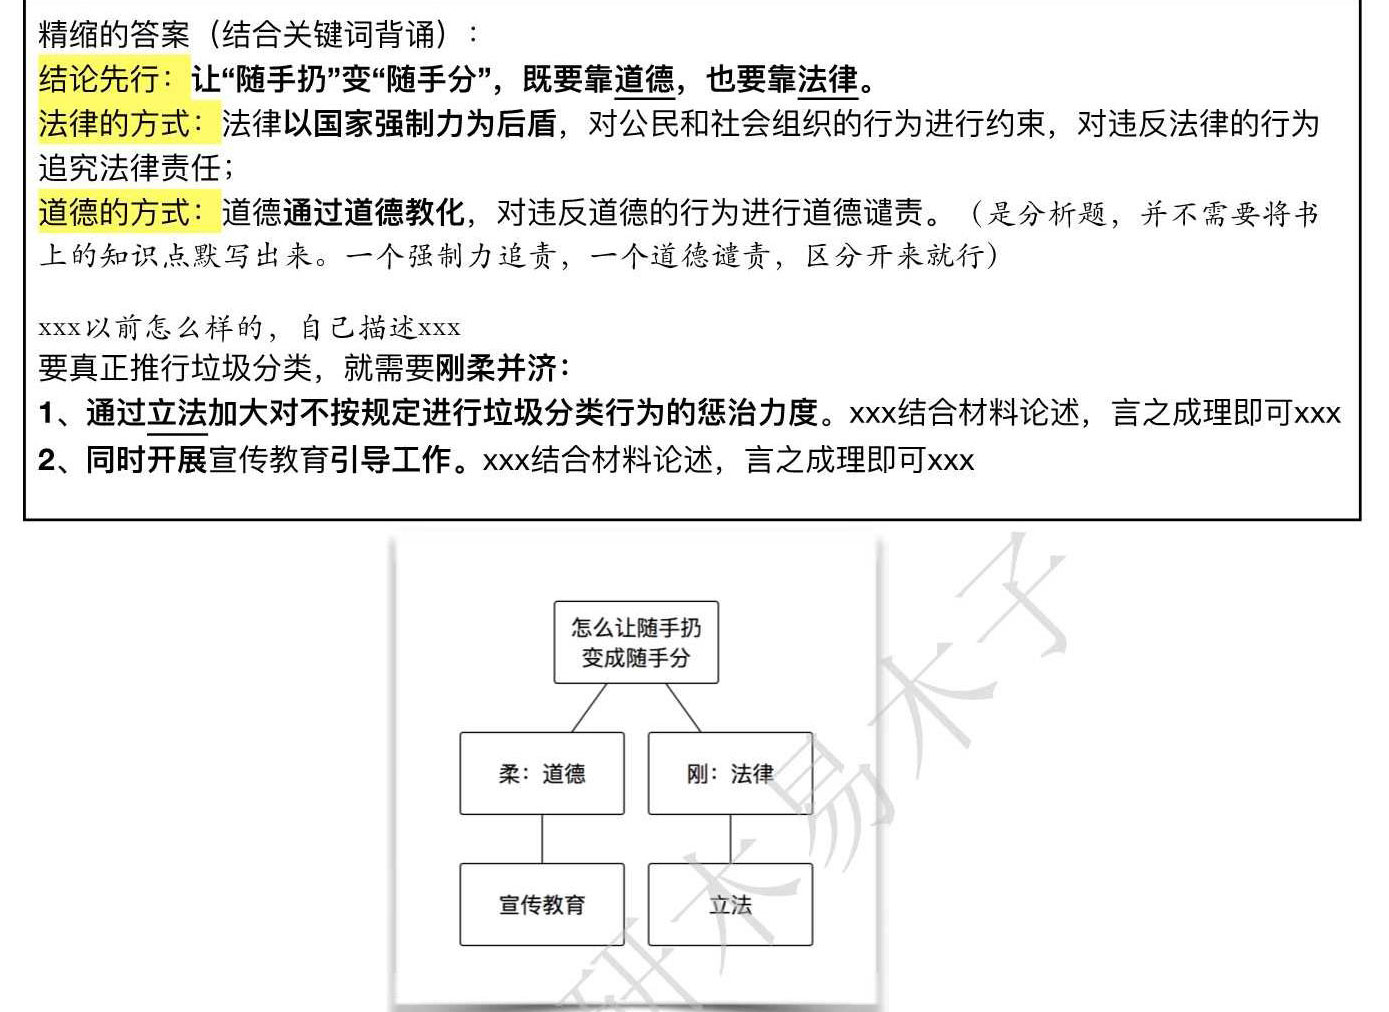 精缩的答案（结合关键词背诵）：
结论先行：让“随手扔”变“随手分”，既要靠道德，也要靠法律。
法律的方式：法律以国家强制力为后盾，对公民和社会组织的行为进行约束，对违反法律的行为
追究法律责任；
道德的方式：道德通过道德教化，对违反道德的行为进行道德谴责。（是分析题，并不需要将书
上的知识点默写出来。一个强制力追责，一个道德谴责，区分开来就行）
xxx以前怎么样的，自己描述xxx
要真正推行垃圾分类，就需要刚柔并济：
1、通过立法加大对不按规定进行垃圾分类行为的惩治力度。xxx结合材料论述，言之成理即可xxx
2、同时开展宣传教育引导工作。xxx结合材料论述，言之成理即可xxx
怎么让随手扔
变成随手分
柔：道德
刚：法律
宣传教育
立法
研木易木子